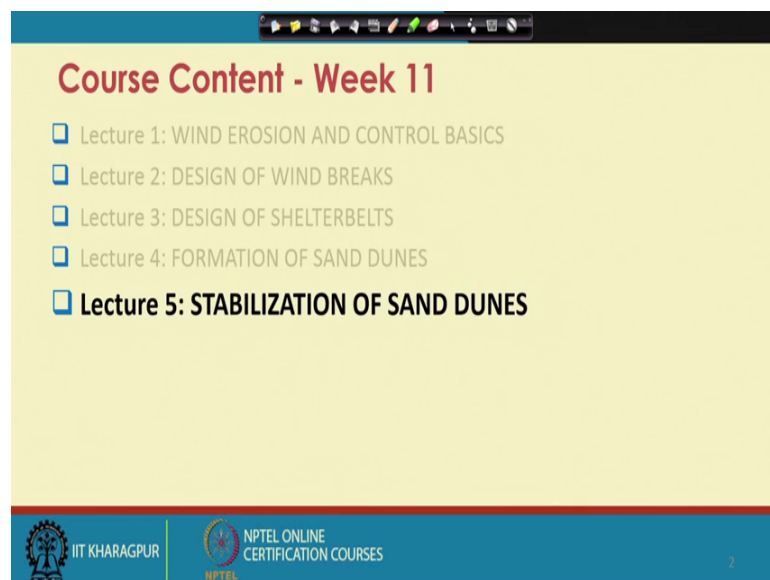 Course Content - Week 11
Lecture 1: WIND EROSION AND CONTROL BASICS
Lecture 2: DESIGN OF WIND BREAKS
Lecture 3: DESIGN OF SHELTERBELTS
Lecture 4: FORMATION OF SAND DUNES
Lecture 5: STABILIZATION OF SAND DUNES
IIT KHARAGPUR
NPTEL
NPTEL ONLINE
CERTIFICATION COURSES
2